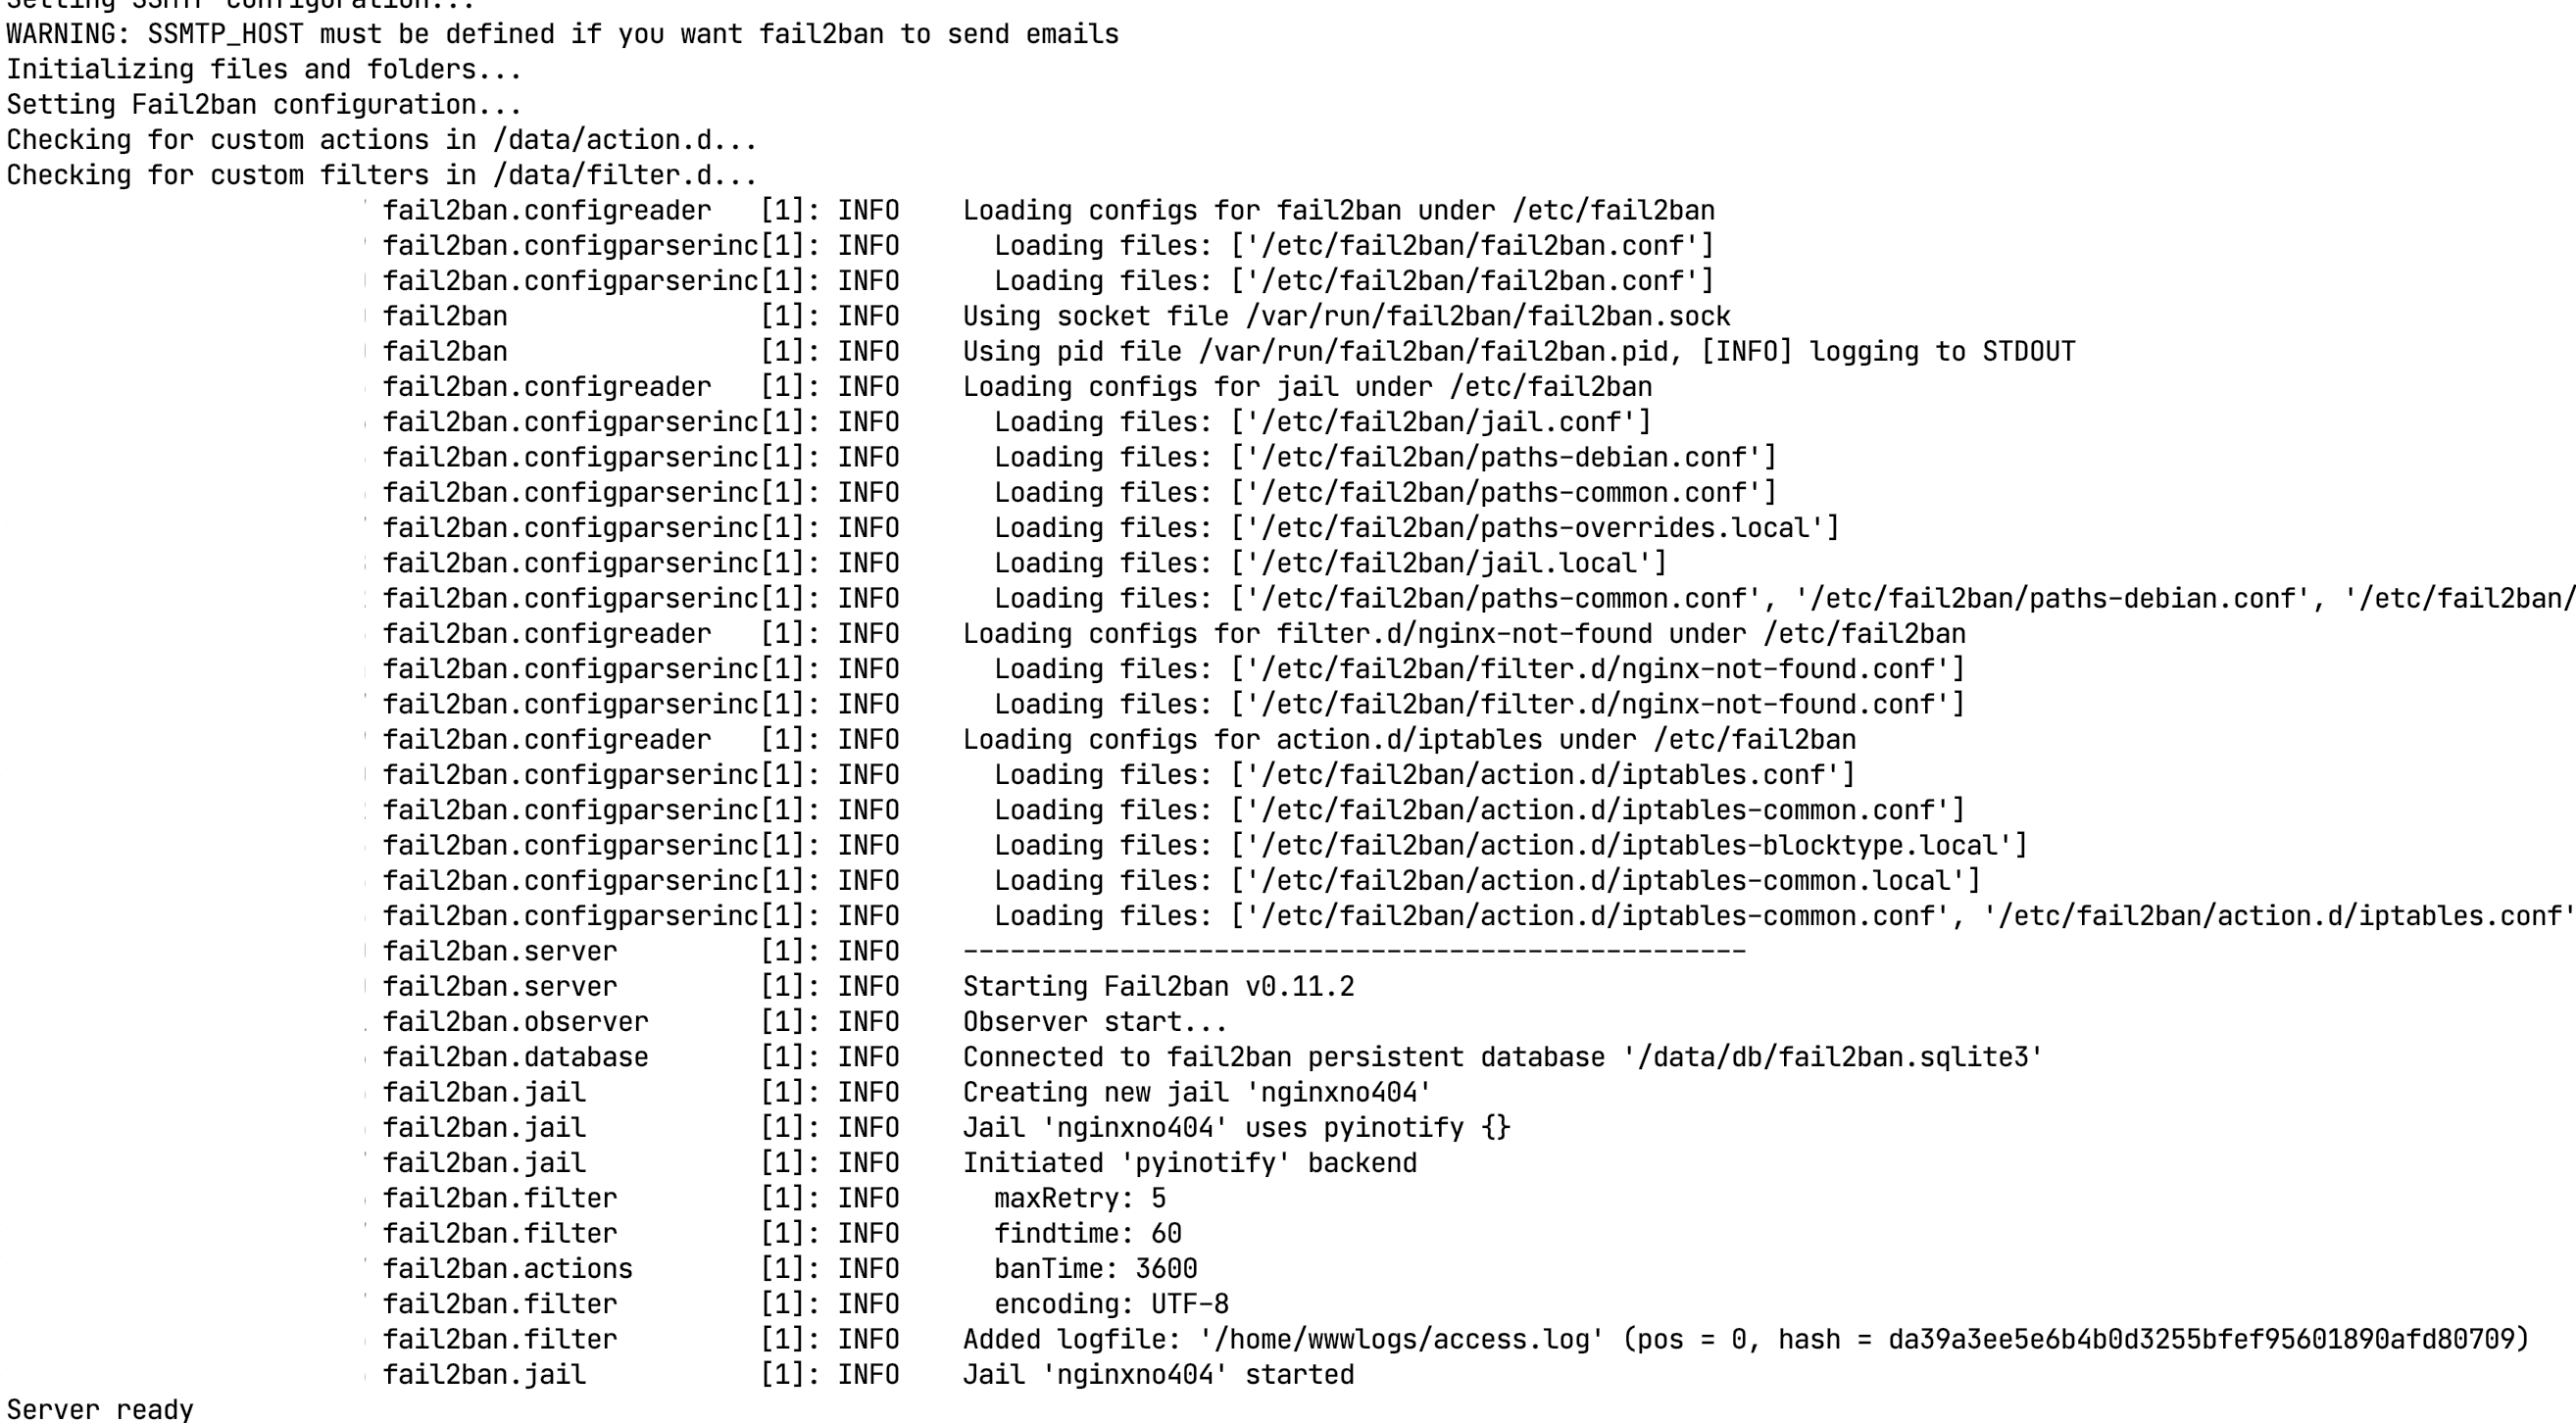 Setting SSMTP configuration...
WARNING: SSMTP_HOST must be defined if you want fail2ban to send emails
Initializing files and folders...
Setting Fail2ban configuration...
Checking for custom actions in /data/action.d...
Checking for custom filters in /data/filter.d...
fail2ban.configreader   [1]: INFO    Loading configs for fail2ban under /etc/fail2ban
fail2ban.configparserinc[1]: INFO      Loading files: ['/etc/fail2ban/fail2ban.conf']
fail2ban.configparserinc[1]: INFO      Loading files: ['/etc/fail2ban/fail2ban.conf']
fail2ban                [1]: INFO    Using socket file /var/run/fail2ban/fail2ban.sock
fail2ban                [1]: INFO    Using pid file /var/run/fail2ban/fail2ban.pid, [INFO] logging to STDOUT
fail2ban.configreader   [1]: INFO    Loading configs for jail under /etc/fail2ban
fail2ban.configparserinc[1]: INFO      Loading files: ['/etc/fail2ban/jail.conf']
fail2ban.configparserinc[1]: INFO      Loading files: ['/etc/fail2ban/paths-debian.conf']
fail2ban.configparserinc[1]: INFO      Loading files: ['/etc/fail2ban/paths-common.conf']
fail2ban.configparserinc[1]: INFO      Loading files: ['/etc/fail2ban/paths-overrides.local']
fail2ban.configparserinc[1]: INFO      Loading files: ['/etc/fail2ban/jail.local']
fail2ban.configparserinc[1]: INFO      Loading files: ['/etc/fail2ban/paths-common.conf', '/etc/fail2ban/paths-debian.conf', '/etc/fail2ban/
fail2ban.configreader   [1]: INFO    Loading configs for filter.d/nginx-not-found under /etc/fail2ban
fail2ban.configparserinc[1]: INFO      Loading files: ['/etc/fail2ban/filter.d/nginx-not-found.conf']
fail2ban.configparserinc[1]: INFO      Loading files: ['/etc/fail2ban/filter.d/nginx-not-found.conf']
fail2ban.configreader   [1]: INFO    Loading configs for action.d/iptables under /etc/fail2ban
fail2ban.configparserinc[1]: INFO      Loading files: ['/etc/fail2ban/action.d/iptables.conf']
fail2ban.configparserinc[1]: INFO      Loading files: ['/etc/fail2ban/action.d/iptables-common.conf']
fail2ban.configparserinc[1]: INFO      Loading files: ['/etc/fail2ban/action.d/iptables-blocktype.local']
fail2ban.configparserinc[1]: INFO      Loading files: ['/etc/fail2ban/action.d/iptables-common.local']
fail2ban.configparserinc[1]: INFO      Loading files: ['/etc/fail2ban/action.d/iptables-common.conf', '/etc/fail2ban/action.d/iptables.conf'
fail2ban.server         [1]: INFO    --------------------------------------------------
fail2ban.server         [1]: INFO    Starting Fail2ban v0.11.2
fail2ban.observer       [1]: INFO    Observer start...
fail2ban.database       [1]: INFO    Connected to fail2ban persistent database '/data/db/fail2ban.sqlite3'
fail2ban.jail           [1]: INFO    Creating new jail 'nginxno404'
fail2ban.jail           [1]: INFO    Jail 'nginxno404' uses pyinotify {}
fail2ban.jail           [1]: INFO    Initiated 'pyinotify' backend
fail2ban.filter         [1]: INFO      maxRetry: 5
fail2ban.filter         [1]: INFO      findtime: 60
fail2ban.actions        [1]: INFO      banTime: 3600
fail2ban.filter         [1]: INFO      encoding: UTF-8
fail2ban.filter         [1]: INFO    Added logfile: '/home/wwwlogs/access.log' (pos = 0, hash = da39a3ee5e6b4b0d3255bfef95601890afd80709)
fail2ban.jail           [1]: INFO    Jail 'nginxno404' started
Server ready